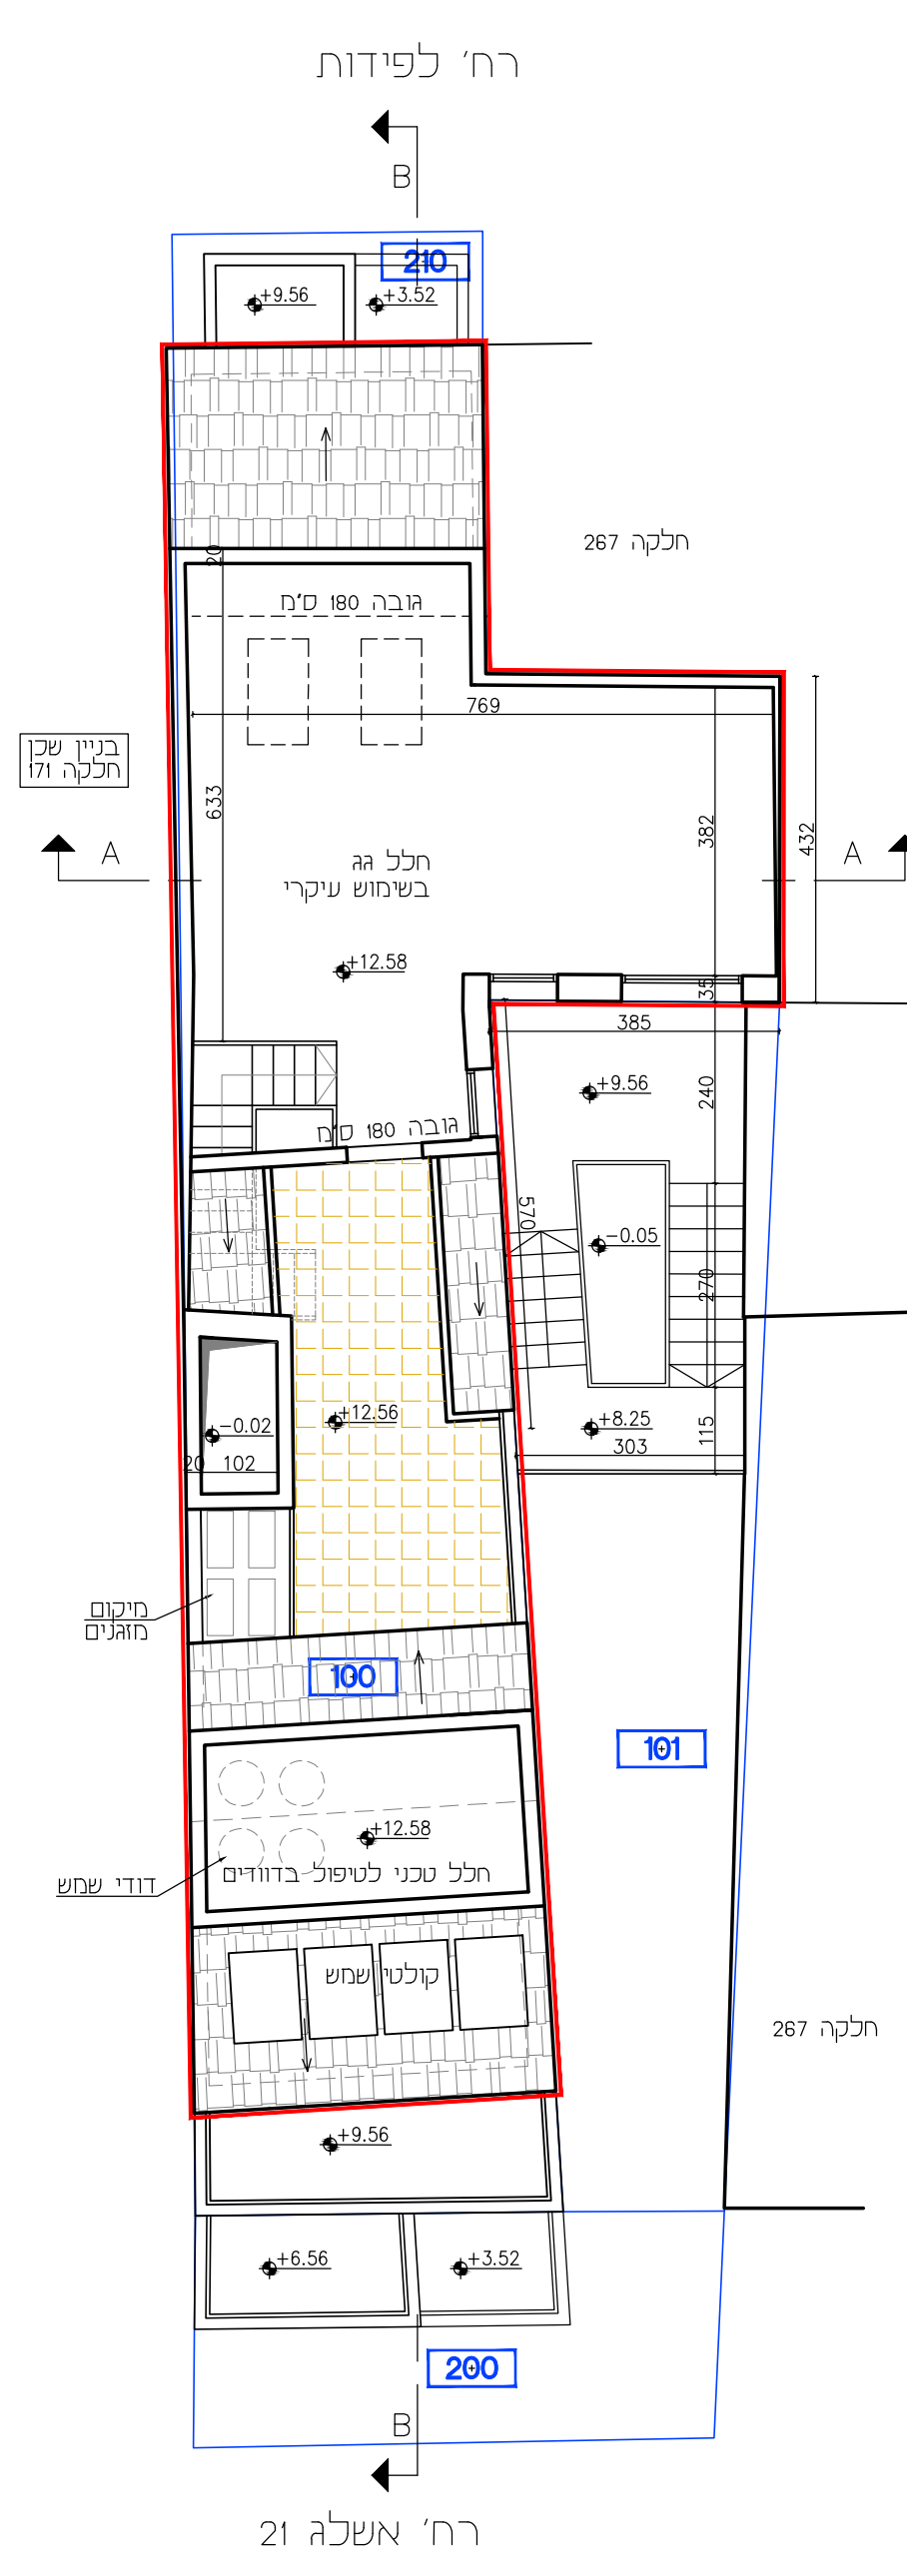 רח' לפידות
B
210
+9.56
+3.52
חלקה 267
20
גובה 180 ס"מ
769
בניין שכן
חלקה 171
633
382
432
A
A
חלל גג
בשימוש עיקרי
+12.58
35
385
+9.56
240
גובה 180 ס"מ
570
-0.05
270
+12.56
-0.02
+8.25
115
303
20
102
מיקום
מזגנים
100
101
+12.58
חלל טכני לטיפול בדוודים
דודי שמש
קולטי שמש
חלקה 267
+9.56
+6.56
+3.52
200
B
רח' אשלג 21